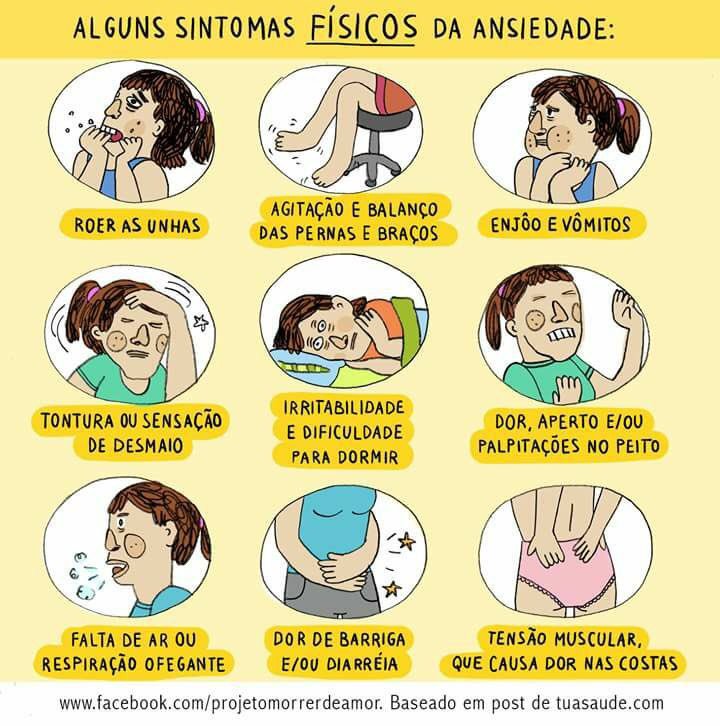 ALGUNS SINTOMAS FÍSICOS DA ANSIEDADE:
ROER AS UNHAS
AGITAÇÃO E BALANÇO
DAS PERNAS E BRAÇOS
ENJÔO E VÔMITOS
TONTURA OU SENSAÇÃO
DE DESMAIO
IRRITABILIDADE
E DIFICULDADE
PARA DORMIR
DOR, APERTO E/OU
PALPITAÇÕES NO PEITO
FALTA DE AR OU
RESPIRAÇÃO OFEGANTE
DOR DE BARRIGA
E/OU DIARRÉIA
TENSÃO MUSCULAR,
QUE CAUSA DOR NAS COSTAS
www.facebook.com/projetomorrerdeamor. Baseado em post de tuasaude.com